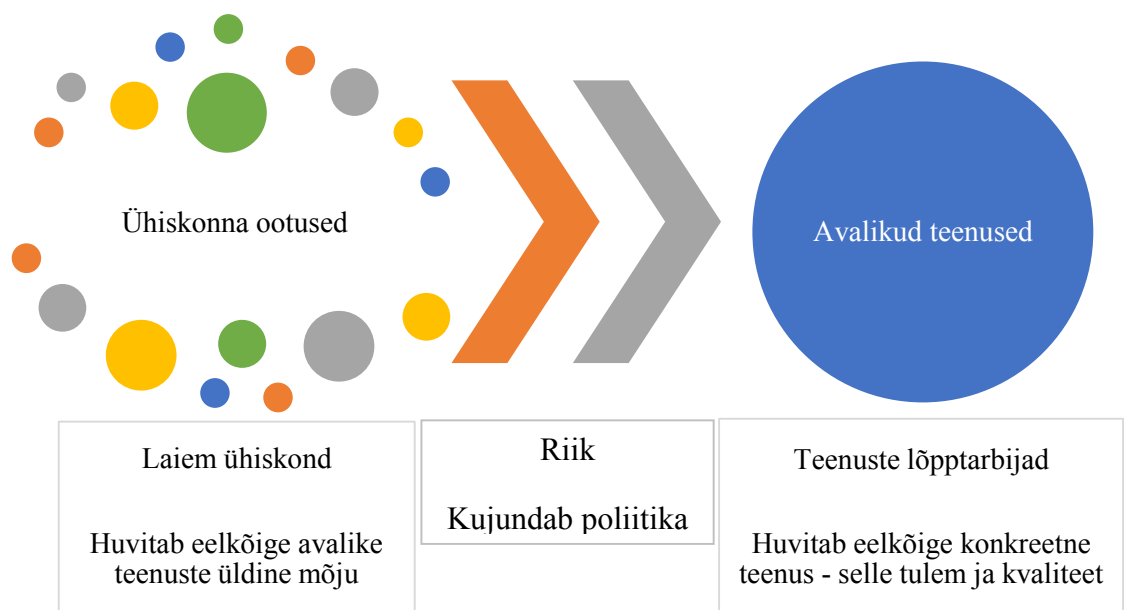 Ühiskonna ootused
Avalikud teenused
Laiem ühiskond
Huvitab eelkõige avalike
teenuste üldine mõju
Riik
Kujundab poliitika
Teenuste lõpptarbijad
Huvitab eelkõige konkreetne
teenus - selle tulem ja kvaliteet